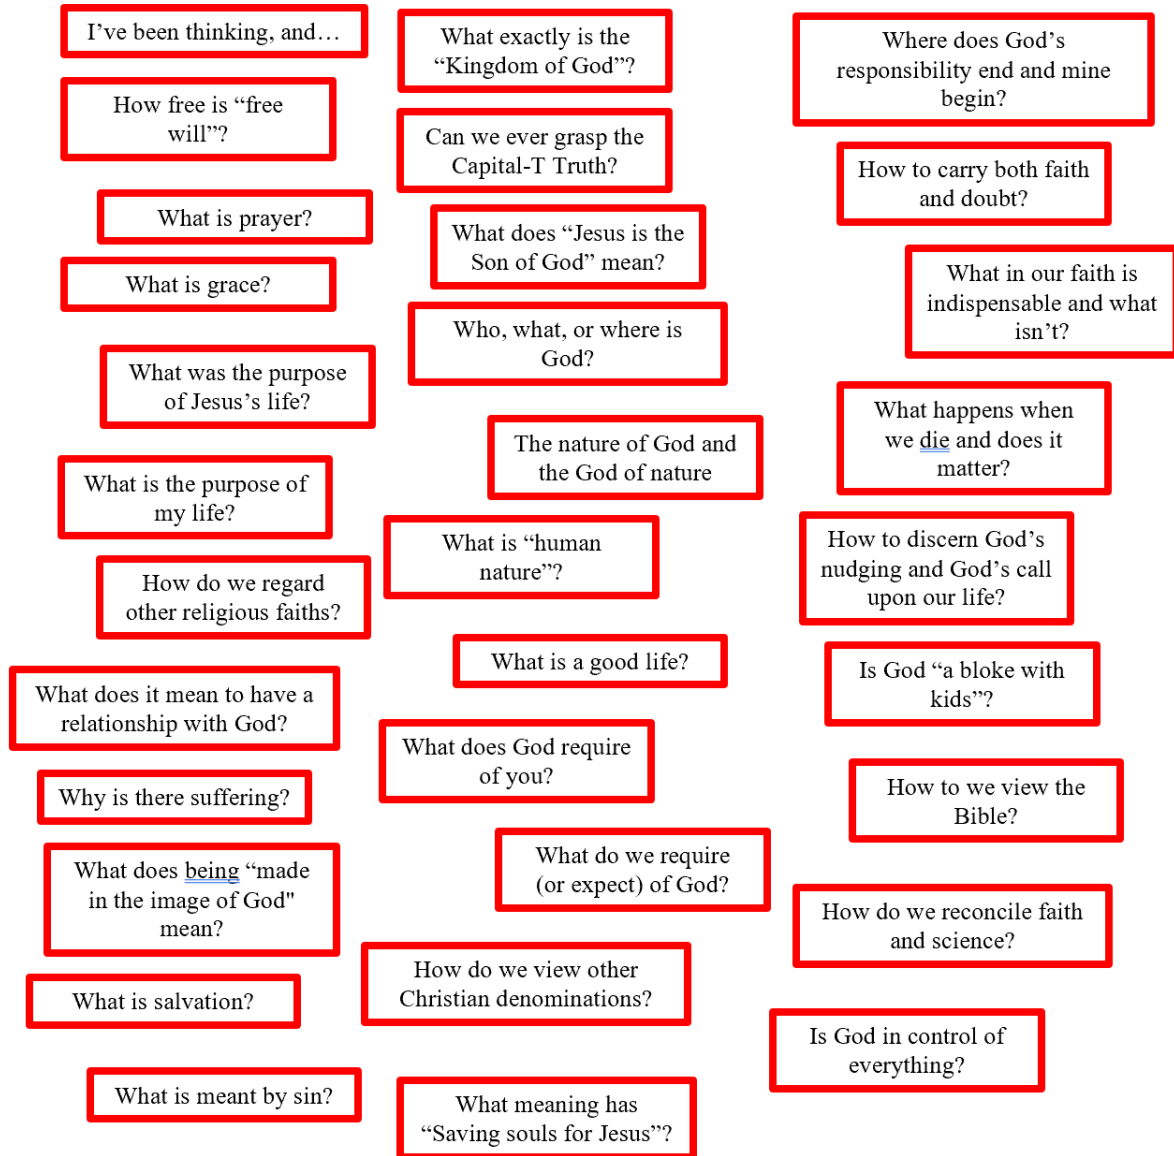 I’ve been thinking, and…
How free is “free
will”?
What is prayer?
What is grace?
What was the purpose
of Jesus’s life?
What is the purpose of
my life?
How do we regard
other religious faiths?
What does it mean to have a
relationship with God?
Why is there suffering?
What does being “made
in the image of God"
mean?
What is salvation?
What is meant by sin?
What exactly is the
“Kingdom of God”?
Can we ever grasp the
Capital-T Truth?
What does “Jesus is the
Son of God” mean?
Who, what, or where is
God?
The nature of God and
the God of nature
What is “human
nature”?
What is a good life?
What does God require
of you?
What do we require
(or expect) of God?
How do we view other
Christian denominations?
What meaning has
“Saving souls for Jesus”?
Where does God’s
responsibility end and mine
begin?
How to carry both faith
and doubt?
What in our faith is
indispensable and what
isn’t?
What happens when
we die and does it
matter?
How to discern God’s
nudging and God’s call
upon our life?
Is God “a bloke with
kids”?
How to we view the
Bible?
How do we reconcile faith
and science?
Is God in control of
everything?